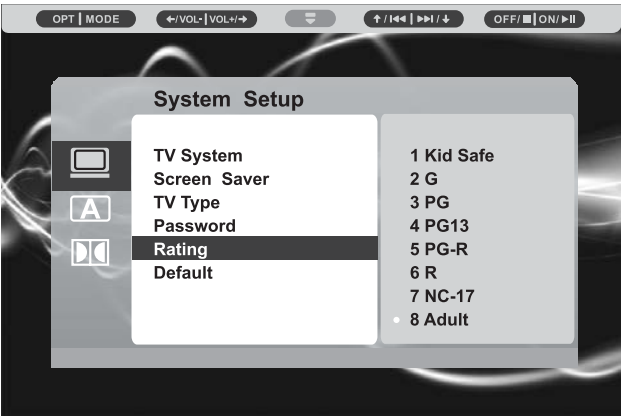 OPT | MODE ←/VOL- | VOL+/→ ↑/I◀◀ | ▶▶I/↓ OFF/■ | ON/▶II
System Setup
TV System
Screen Saver
TV Type
Password
Rating
Default
A
1 Kid Safe
2 G
3 PG
4 PG13
5 PG-R
6 R
7 NC-17
8 Adult